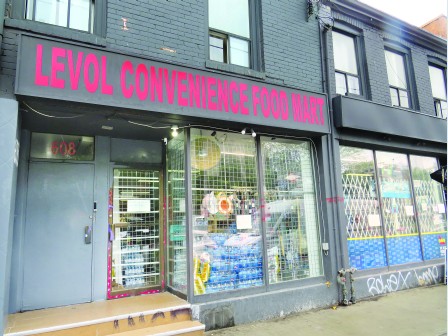 LEVOL CONVENIENCE FOOD MART